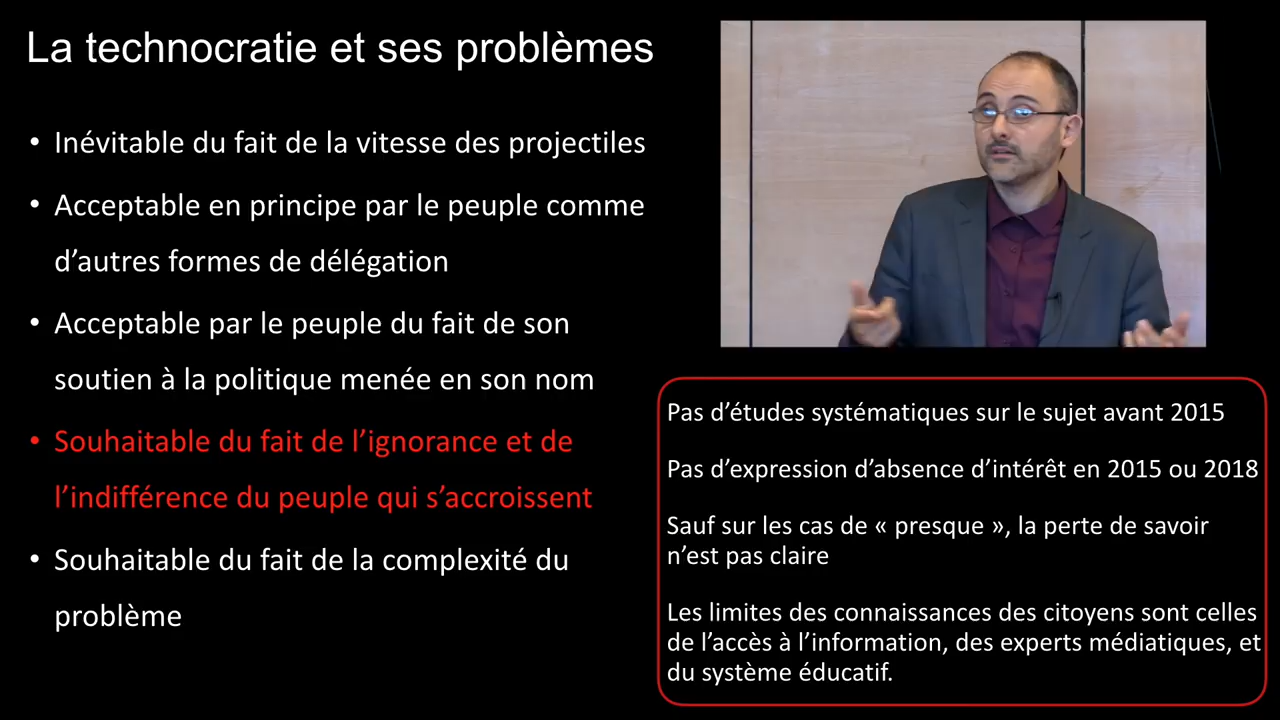 La technocratie et ses problèmes
• Inévitable du fait de la vitesse des projectiles
• Acceptable en principe par le peuple comme
d’autres formes de délégation
• Acceptable par le peuple du fait de son
soutien à la politique menée en son nom
• Souhaitable du fait de l’ignorance et de
l’indifférence du peuple qui s’accroissent
• Souhaitable du fait de la complexité du
problème
Pas d’études systématiques sur le sujet avant 2015
Pas d’expression d’absence d’intérêt en 2015 ou 2018
Sauf sur les cas de « presque », la perte de savoir
n’est pas claire
Les limites des connaissances des citoyens sont celles
de l’accès à l’information, des experts médiatiques, et
du système éducatif.